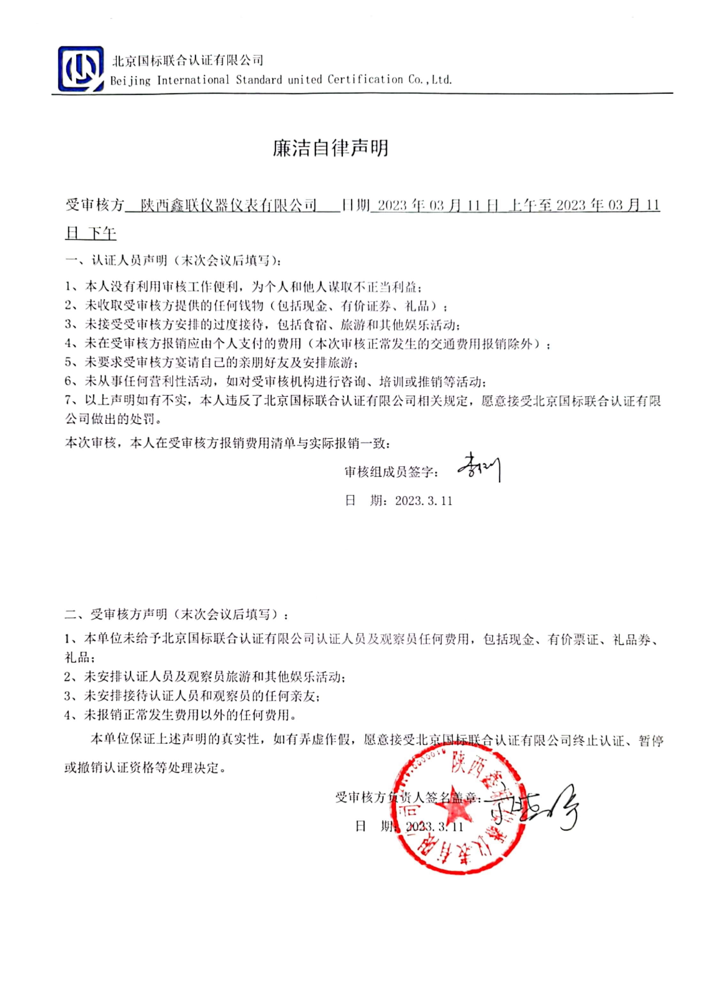 北京国标联合认证有限公司
Beijing International Standard united Certification Co.,Ltd.
廉洁自律声明
受审核方 陕西鑫联仪器仪表有限公司 日期 2023 年 03 月 11 日 上午至 2023 年 03 月 11
日 下午
一、认证人员声明（末次会议后填写）：
1、本人没有利用审核工作便利，为个人和他人谋取不正当利益；
2、未收取受审核方提供的任何钱物（包括现金、有价证券、礼品）；
3、未接受受审核方安排的过度接待，包括食宿、旅游和其他娱乐活动；
4、未在受审核方报销应由个人支付的费用（本次审核正常发生的交通费用报销除外）；
5、未要求受审核方宴请自己的亲朋好友及安排旅游；
6、未从事任何营利性活动，如对受审核机构进行咨询、培训或推销等活动；
7、以上声明如有不实，本人违反了北京国标联合认证有限公司相关规定，愿意接受北京国标联合认证有限
公司做出的处罚。
本次审核，本人在受审核方报销费用清单与实际报销一致：
审核组成员签字：
日 期：2023.3.11
二、受审核方声明（末次会议后填写）：
1、本单位未给予北京国标联合认证有限公司认证人员及观察员任何费用，包括现金、有价票证、礼品券、
礼品；
2、未安排认证人员及观察员旅游和其他娱乐活动；
3、未安排接待认证人员和观察员的任何亲友；
4、未报销正常发生费用以外的任何费用。
本单位保证上述声明的真实性，如有弄虚作假，愿意接受北京国标联合认证有限公司终止认证、暂停
或撤销认证资格等处理决定。
受审核方负责人签名盖章：
日 期：2023.3.11
陕西鑫联仪器仪表有限公司